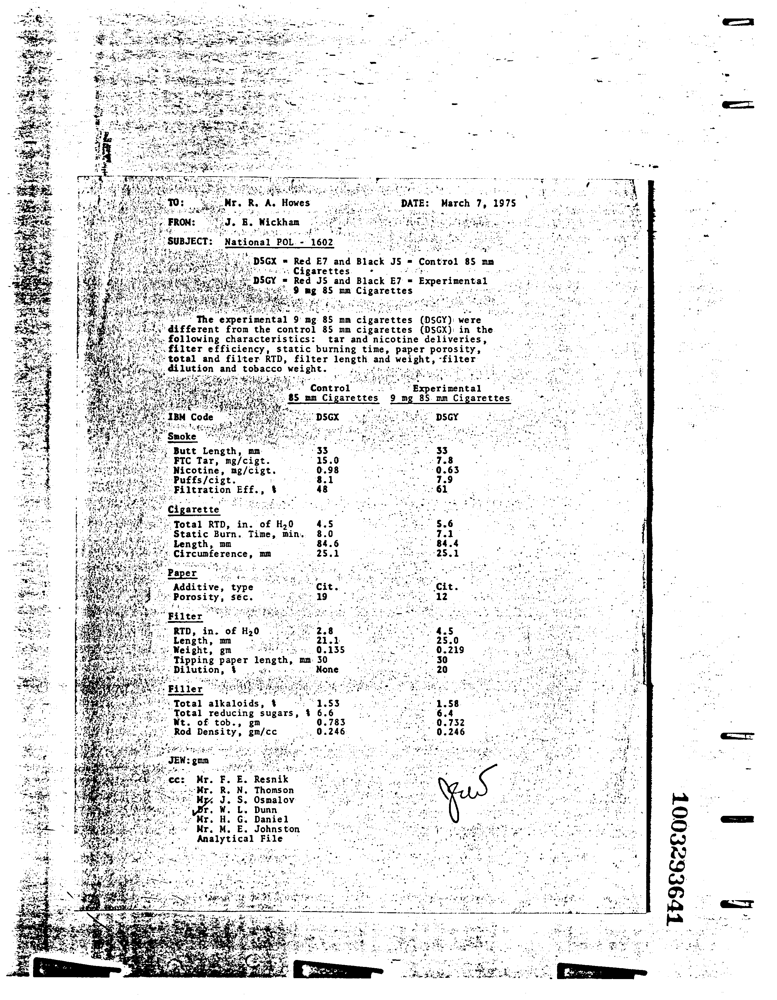 TO: Mr. R. A. Howes DATE: March 7, 1975
FROM: J. E. Wickham
SUBJECT: National POL - 1602
DSGX = Red E7 and Black J5 = Control 85 mm
Cigarettes
DSGY = Red J5 and Black E7 = Experimental
9 mg 85 mm Cigarettes
The experimental 9 mg 85 mm cigarettes (DSGY) were
different from the control 85 mm cigarettes (DSGX) in the
following characteristics: tar and nicotine deliveries,
filter efficiency, static burning time, paper porosity,
total and filter RTD, filter length and weight, filter
dilution and tobacco weight.
Control Experimental
85 mm Cigarettes 9 mg 85 mm Cigarettes
IBM Code DSGX DSGY
Smoke
Butt Length, mm 33 33
FTC Tar, mg/cigt. 15.0 7.8
Nicotine, mg/cigt. 0.98 0.63
Puffs/cigt. 8.1 7.9
Filtration Eff., % 48 61
Cigarette
Total RTD, in. of H2O 4.5 5.6
Static Burn. Time, min. 8.0 7.1
Length, mm 84.6 84.4
Circumference, mm 25.1 25.1
Paper
Additive, type Cit. Cit.
Porosity, sec. 19 12
Filter
RTD, in. of H2O 2.8 4.5
Length, mm 21.1 25.0
Weight, gm 0.135 0.219
Tipping paper length, mm 30 30
Dilution, % None 20
Filler
Total alkaloids, % 1.53 1.58
Total reducing sugars, % 6.6 6.4
Wt. of tob., gm 0.783 0.732
Rod Density, gm/cc 0.246 0.246
JEW:gmm
cc: Mr. F. E. Resnik
Mr. R. N. Thomson
Mr. J. S. Osmalov
Dr. W. L. Dunn
Mr. H. G. Daniel
Mr. M. E. Johnston
Analytical File
JEW
1003293641